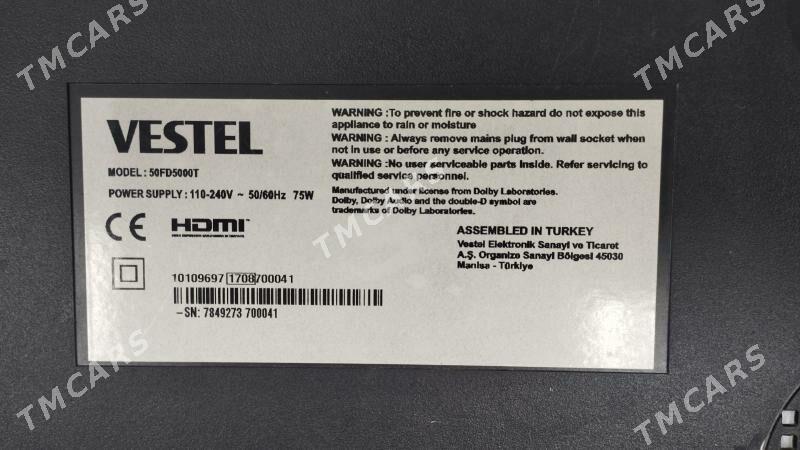 VESTEL
MODEL : 50FD5000T
POWER SUPPLY : 110-240V ~ 50/60Hz 75W
CE HDMI
WARNING :To prevent fire or shock hazard do not expose this
appliance to rain or moisture
WARNING : Always remove mains plug from wall socket when
not in use or before any service operation.
WARNING :No user serviceable parts inside. Refer servicing to
qualified service personnel.
Manufactured under license from Dolby Laboratories.
Dolby, Dolby Audio and the double-D symbol are
trademarks of Dolby Laboratories.
ASSEMBLED IN TURKEY
Vestel Elektronik Sanayi ve Ticaret
A.Ş. Organize Sanayi Bölgesi 45030
Manisa - Türkiye
10109697 1708 700041
-SN: 7849273 700041
TMCARS
TMCARS
TMCARS
TMCARS
TMCARS